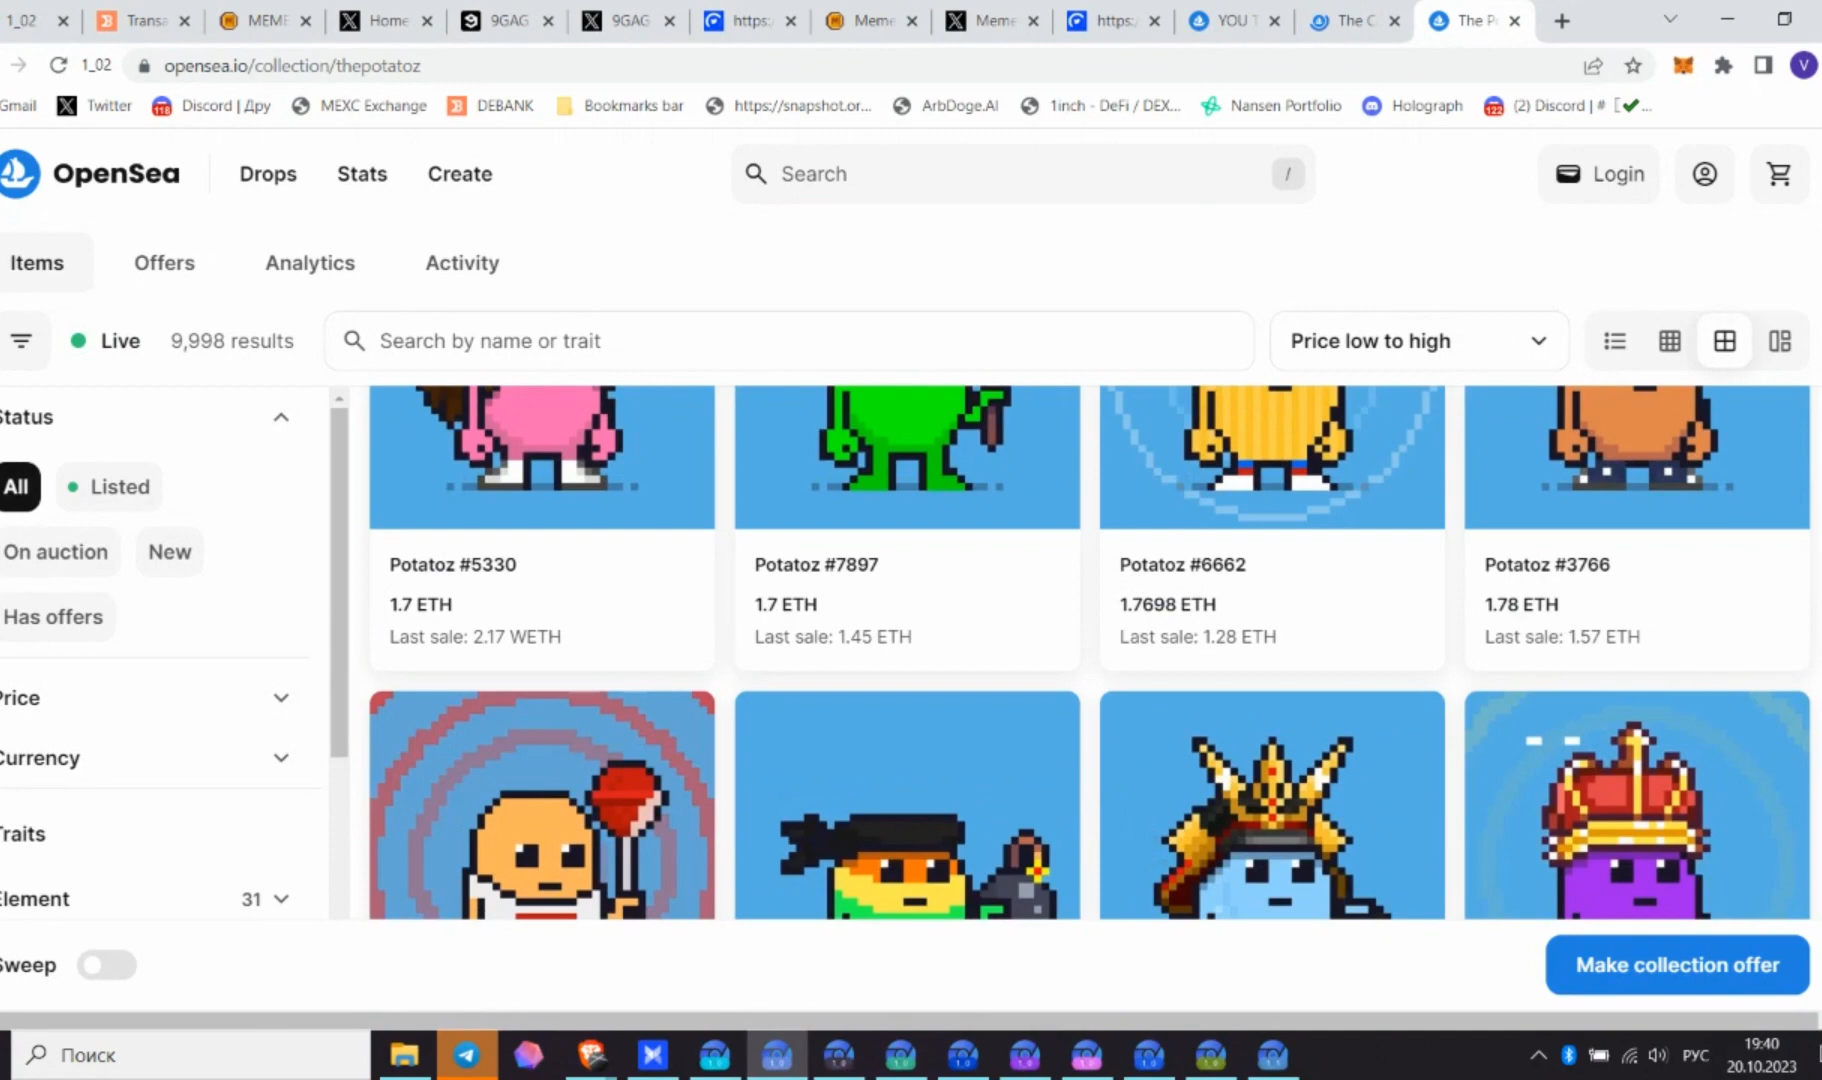 1_02 Transa MEME Home 9GAG 9GAG https: Meme Meme https: YOU T The C The P
1_02 opensea.io/collection/thepotatoz V
Gmail Twitter Discord | Дру MEXC Exchange DEBANK Bookmarks bar https://snapshot.or... ArbDoge.AI 1inch - DeFi / DEX... Nansen Portfolio Holograph (2) Discord | # [✔...
OpenSea Drops Stats Create Search / Login
Items Offers Analytics Activity
Live 9,998 results Search by name or trait Price low to high
Status
All Listed
On auction New
Has offers
Price
Currency
Traits
Element 31
Potatoz #5330
1.7 ETH
Last sale: 2.17 WETH
Potatoz #7897
1.7 ETH
Last sale: 1.45 ETH
Potatoz #6662
1.7698 ETH
Last sale: 1.28 ETH
Potatoz #3766
1.78 ETH
Last sale: 1.57 ETH
Sweep Make collection offer
Поиск РУС 19:40
20.10.2023